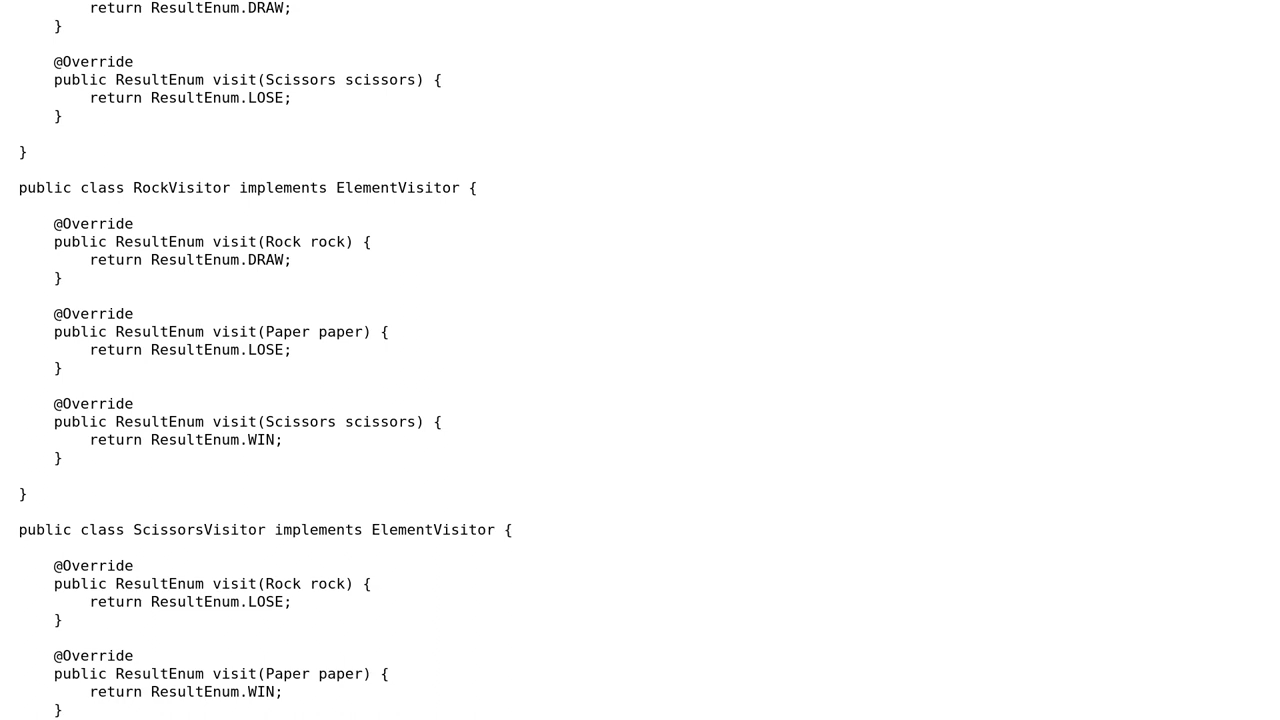 return ResultEnum.DRAW;
}
@Override
public ResultEnum visit(Scissors scissors) {
return ResultEnum.LOSE;
}
}
public class RockVisitor implements ElementVisitor {
@Override
public ResultEnum visit(Rock rock) {
return ResultEnum.DRAW;
}
@Override
public ResultEnum visit(Paper paper) {
return ResultEnum.LOSE;
}
@Override
public ResultEnum visit(Scissors scissors) {
return ResultEnum.WIN;
}
}
public class ScissorsVisitor implements ElementVisitor {
@Override
public ResultEnum visit(Rock rock) {
return ResultEnum.LOSE;
}
@Override
public ResultEnum visit(Paper paper) {
return ResultEnum.WIN;
}